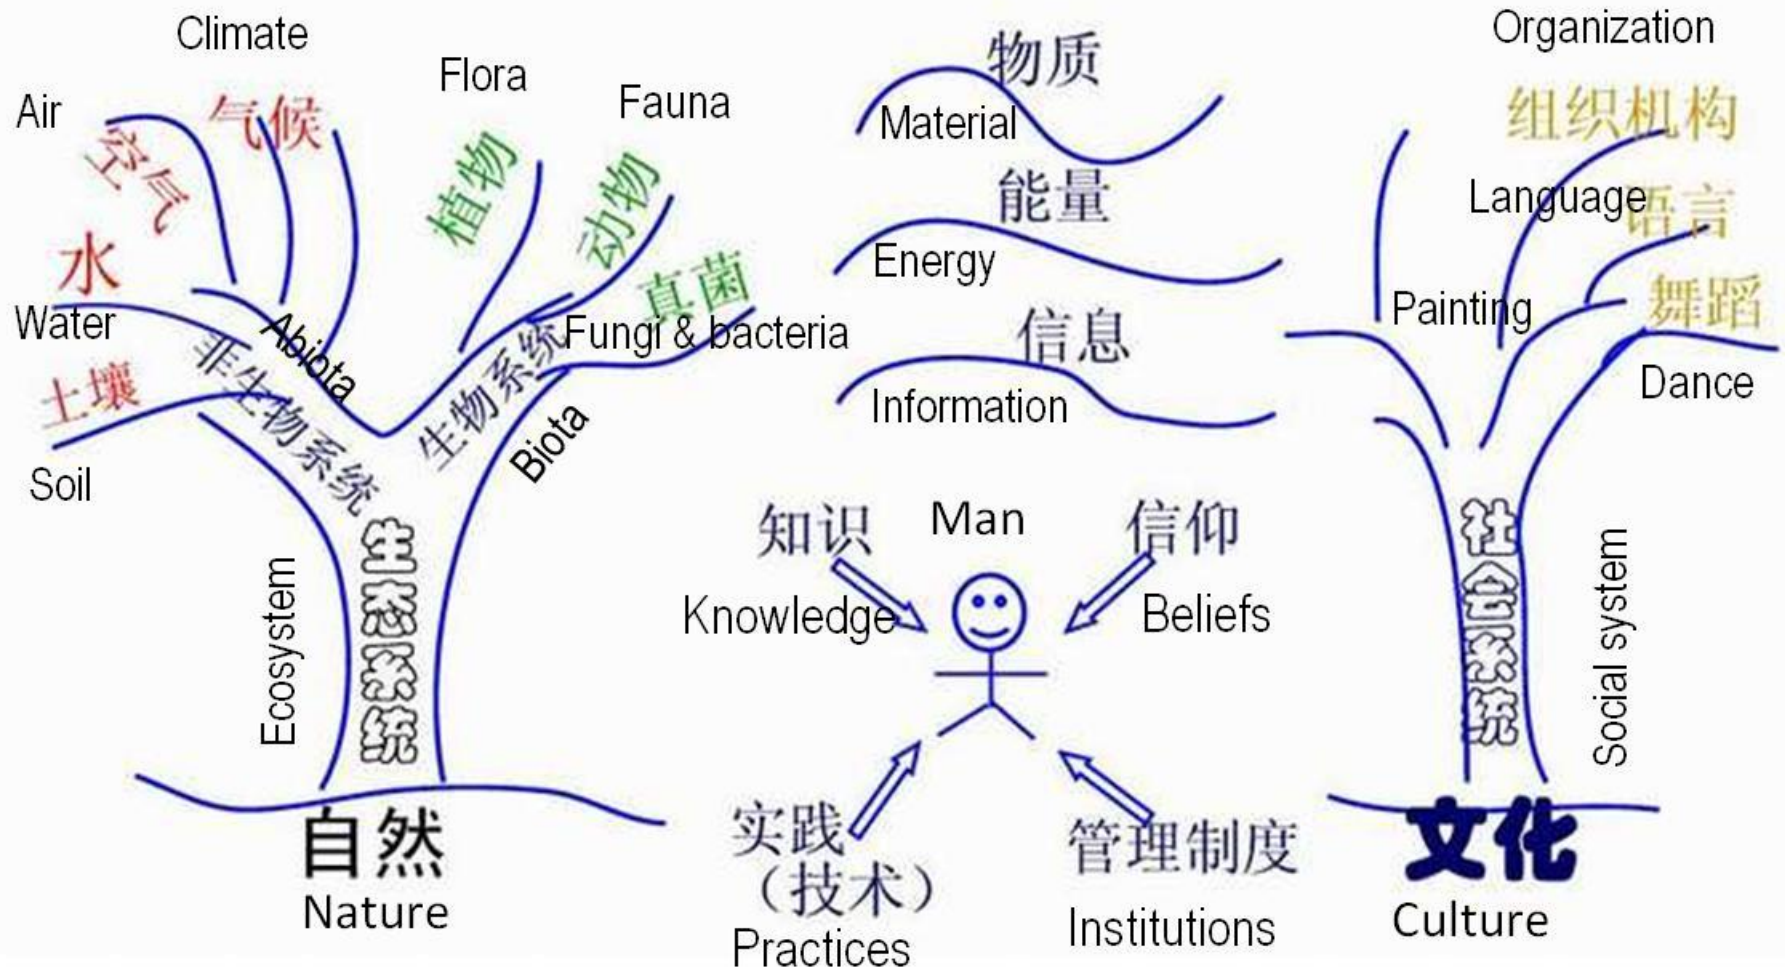 Climate
Air
空气
气候
Flora
植物
Fauna
动物
水
Water
真菌
Fungi & bacteria
土壤
Soil
Abiota
非生物系统
生物系统
Biota
Ecosystem
生态系统
自然
Nature
物质
Material
能量
Energy
信息
Information
知识
Knowledge
Man
信仰
Beliefs
实践
（技术）
Practices
管理制度
Institutions
Organization
组织机构
Language
语言
Painting
舞蹈
Dance
社会系统
Social system
文化
Culture